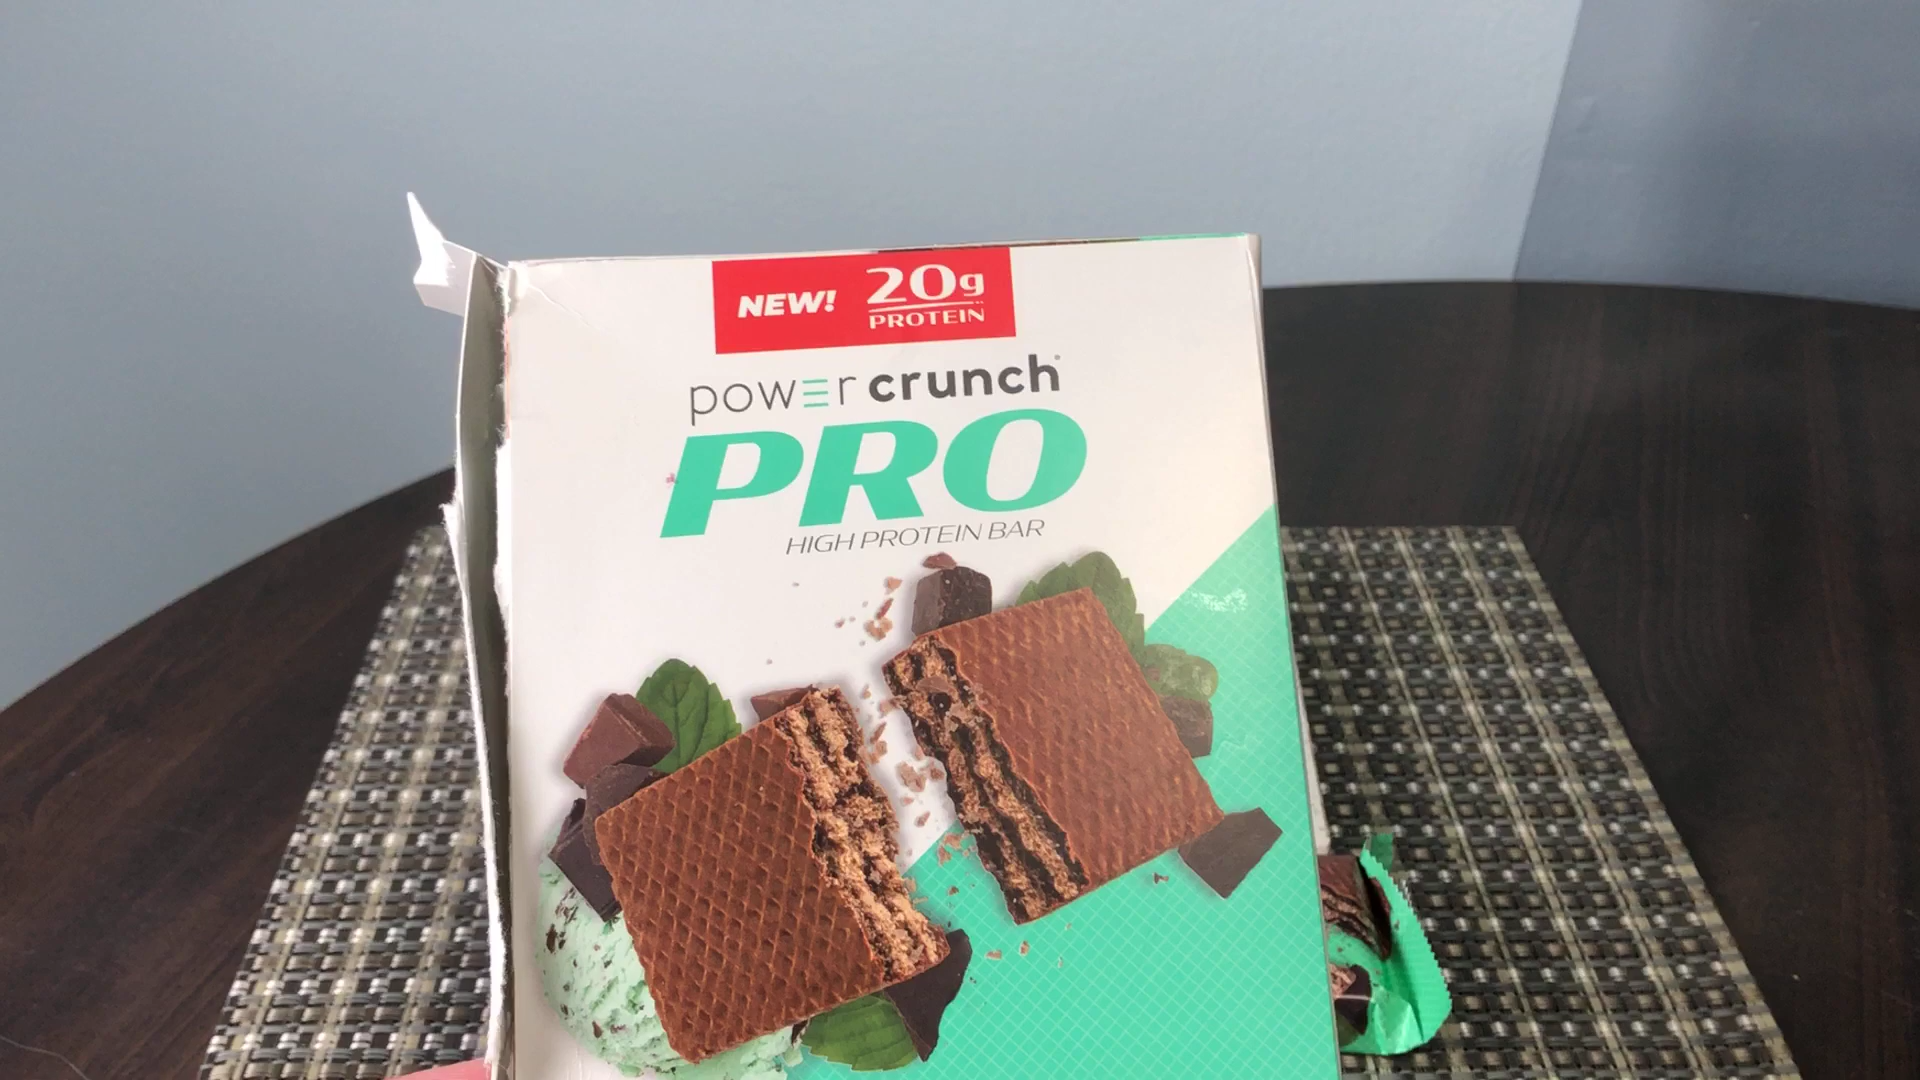 NEW! 20g
PROTEIN
power crunch
PRO
HIGH PROTEIN BAR